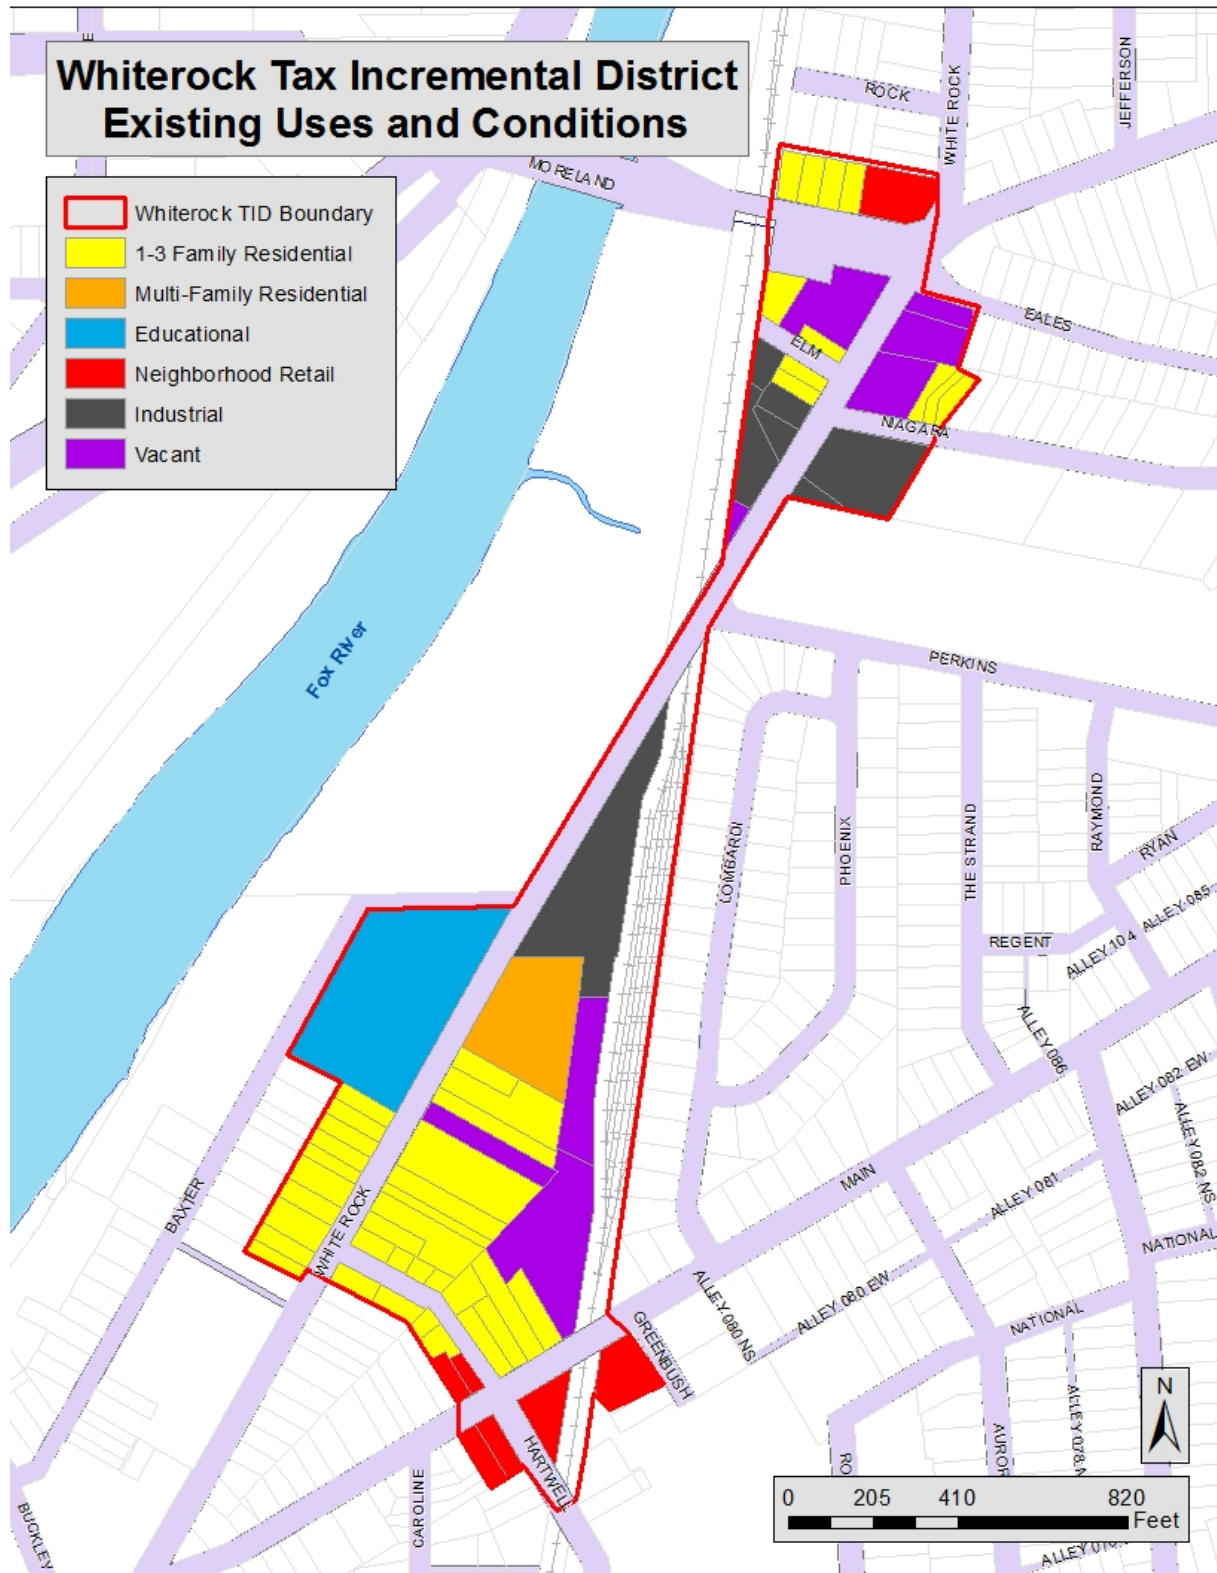 Whiterock Tax Incremental District
Existing Uses and Conditions
Whiterock TID Boundary
1-3 Family Residential
Multi-Family Residential
Educational
Neighborhood Retail
Industrial
Vacant
E
ROCK
WHITE ROCK
JEFFERSON
MORELAND
EALES
ELM
NIAGARA
Fox River
PERKINS
LOMBARDI
PHOENIX
THE STRAND
RAYMOND
RYAN
ALLEY 085
REGENT
ALLEY 104
ALLEY 086
ALLEY 082 EW
ALLEY 082 NS
BAXTER
WHITE ROCK
MAIN
ALLEY 081
NATIONAL
ALLEY 080 NS
ALLEY 080 EW
NATIONAL
GREENBUSH
HARTWELL
CAROLINE
BUCKLEY
RO
AUROR
ALLEY 078 N
N
0 205 410 820
Feet